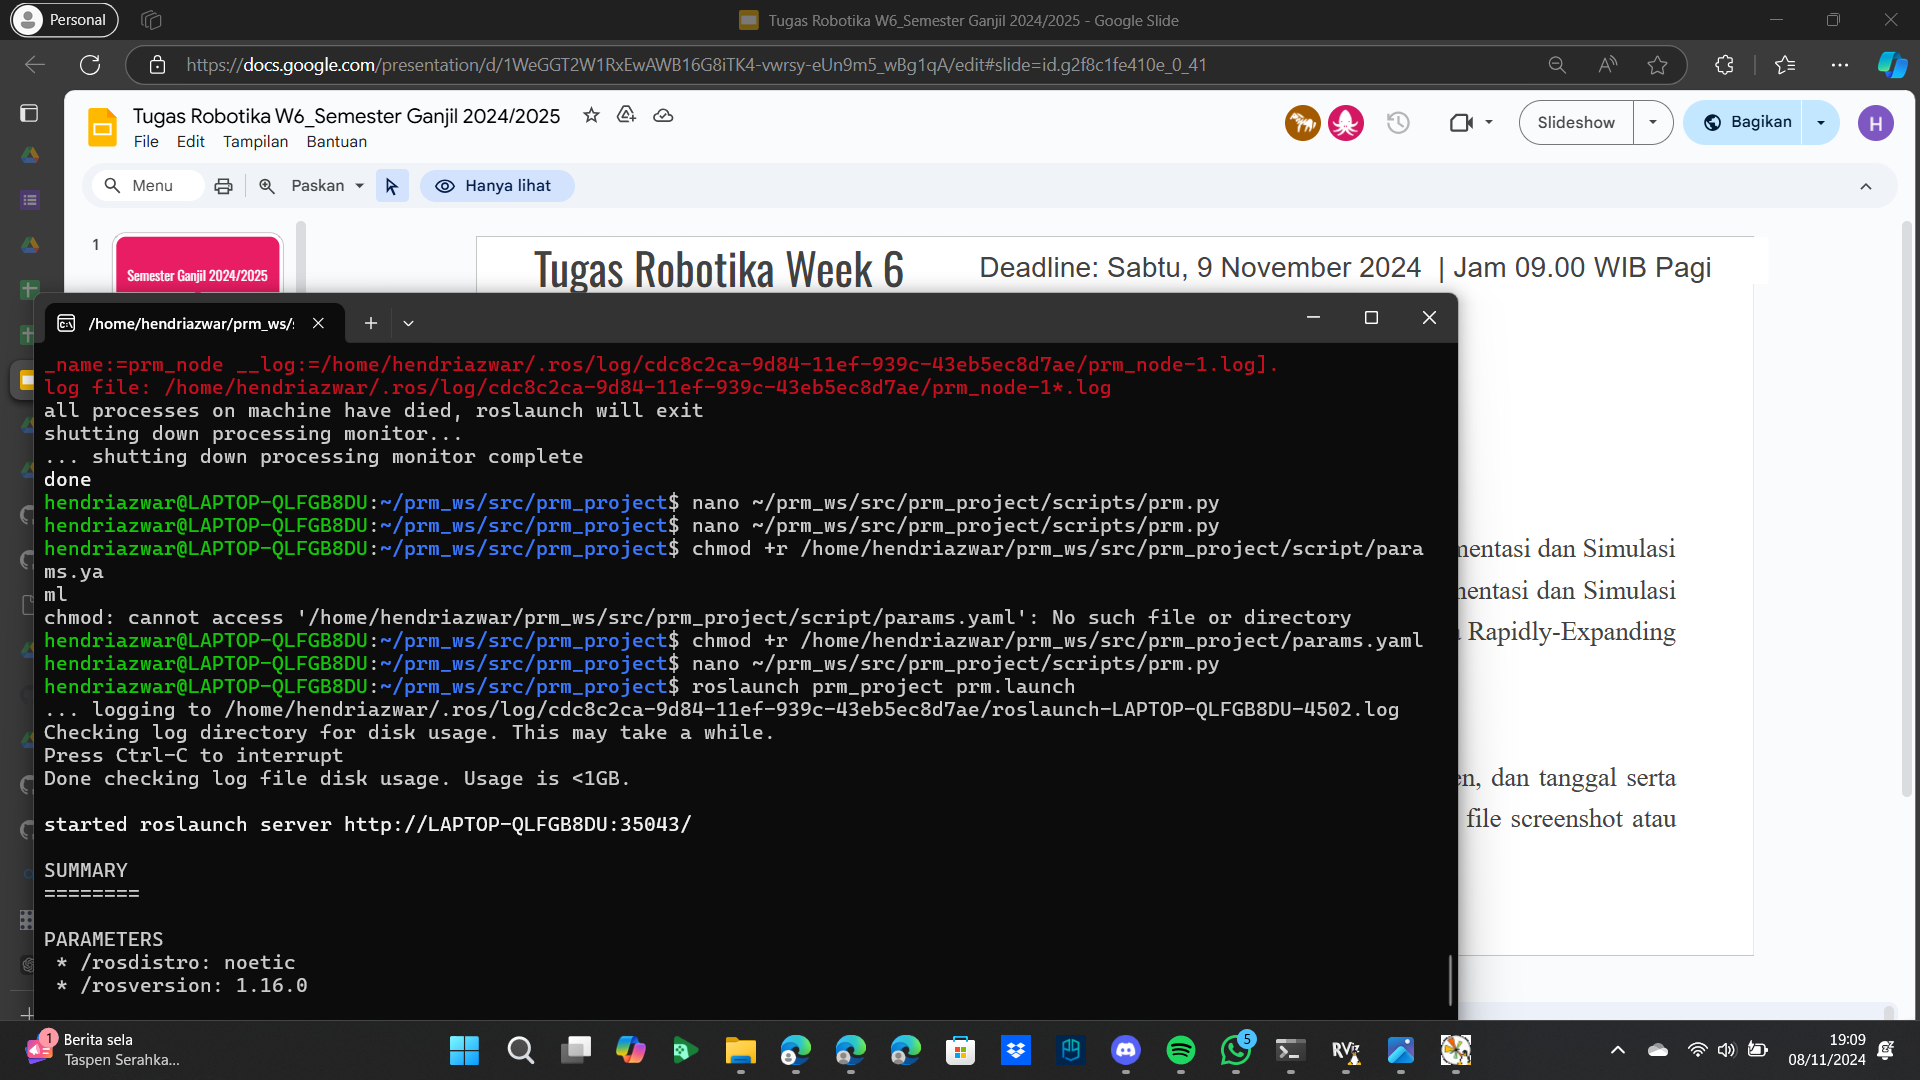 Personal
Tugas Robotika W6_Semester Ganjil 2024/2025 - Google Slide
https://docs.google.com/presentation/d/1WeGGT2W1RxEwAWB16G8iTK4-vwrsy-eUn9m5_wBg1qA/edit#slide=id.g2f8c1fe410e_0_41
Tugas Robotika W6_Semester Ganjil 2024/2025
File Edit Tampilan Bantuan
Slideshow
Bagikan
H
Menu
Paskan
Hanya lihat
1
Semester Ganjil 2024/2025
Tugas Robotika Week 6
Deadline: Sabtu, 9 November 2024 | Jam 09.00 WIB Pagi
/home/hendriazwar/prm_ws/
_name:=prm_node __log:=/home/hendriazwar/.ros/log/cdc8c2ca-9d84-11ef-939c-43eb5ec8d7ae/prm_node-1.log].
log file: /home/hendriazwar/.ros/log/cdc8c2ca-9d84-11ef-939c-43eb5ec8d7ae/prm_node-1*.log
all processes on machine have died, roslaunch will exit
shutting down processing monitor...
... shutting down processing monitor complete
done
hendriazwar@LAPTOP-QLFGB8DU:~/prm_ws/src/prm_project$ nano ~/prm_ws/src/prm_project/scripts/prm.py
hendriazwar@LAPTOP-QLFGB8DU:~/prm_ws/src/prm_project$ nano ~/prm_ws/src/prm_project/scripts/prm.py
hendriazwar@LAPTOP-QLFGB8DU:~/prm_ws/src/prm_project$ chmod +r /home/hendriazwar/prm_ws/src/prm_project/script/para
ms.ya
ml
chmod: cannot access '/home/hendriazwar/prm_ws/src/prm_project/script/params.yaml': No such file or directory
hendriazwar@LAPTOP-QLFGB8DU:~/prm_ws/src/prm_project$ chmod +r /home/hendriazwar/prm_ws/src/prm_project/params.yaml
hendriazwar@LAPTOP-QLFGB8DU:~/prm_ws/src/prm_project$ nano ~/prm_ws/src/prm_project/scripts/prm.py
hendriazwar@LAPTOP-QLFGB8DU:~/prm_ws/src/prm_project$ roslaunch prm_project prm.launch
... logging to /home/hendriazwar/.ros/log/cdc8c2ca-9d84-11ef-939c-43eb5ec8d7ae/roslaunch-LAPTOP-QLFGB8DU-4502.log
Checking log directory for disk usage. This may take a while.
Press Ctrl-C to interrupt
Done checking log file disk usage. Usage is <1GB.
started roslaunch server http://LAPTOP-QLFGB8DU:35043/
SUMMARY
========
PARAMETERS
* /rosdistro: noetic
* /rosversion: 1.16.0
mentasi dan Simulasi
nentasi dan Simulasi
Rapidly-Expanding
en, dan tanggal serta
file screenshot atau
1
Berita sela
Taspen Serahka...
5
RViz
19:09
08/11/2024